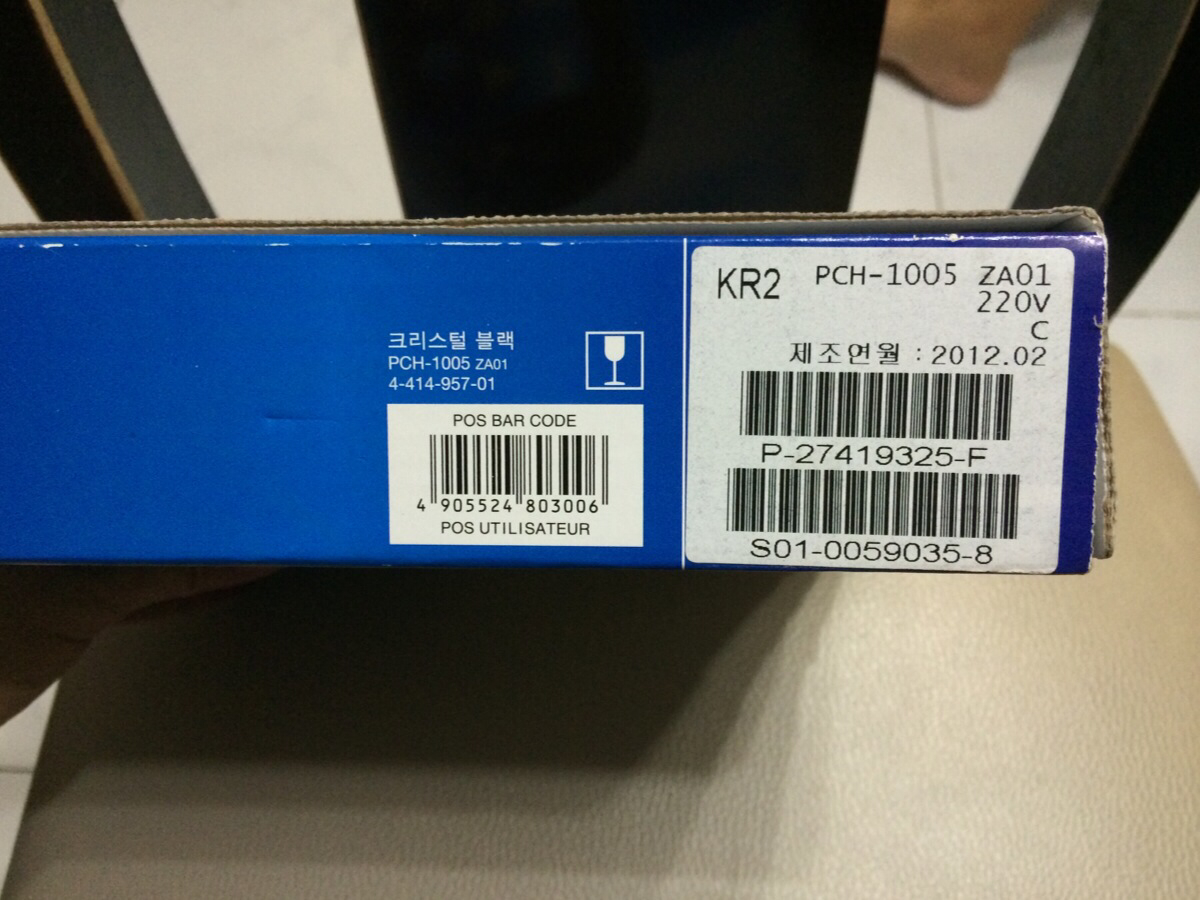 크리스털 블랙
PCH-1005 ZA01
4-414-957-01
POS BAR CODE
4 905524 803006
POS UTILISATEUR
KR2 PCH-1005 ZA01
220V
C
제조연월 : 2012.02
P-27419325-F
S01-0059035-8